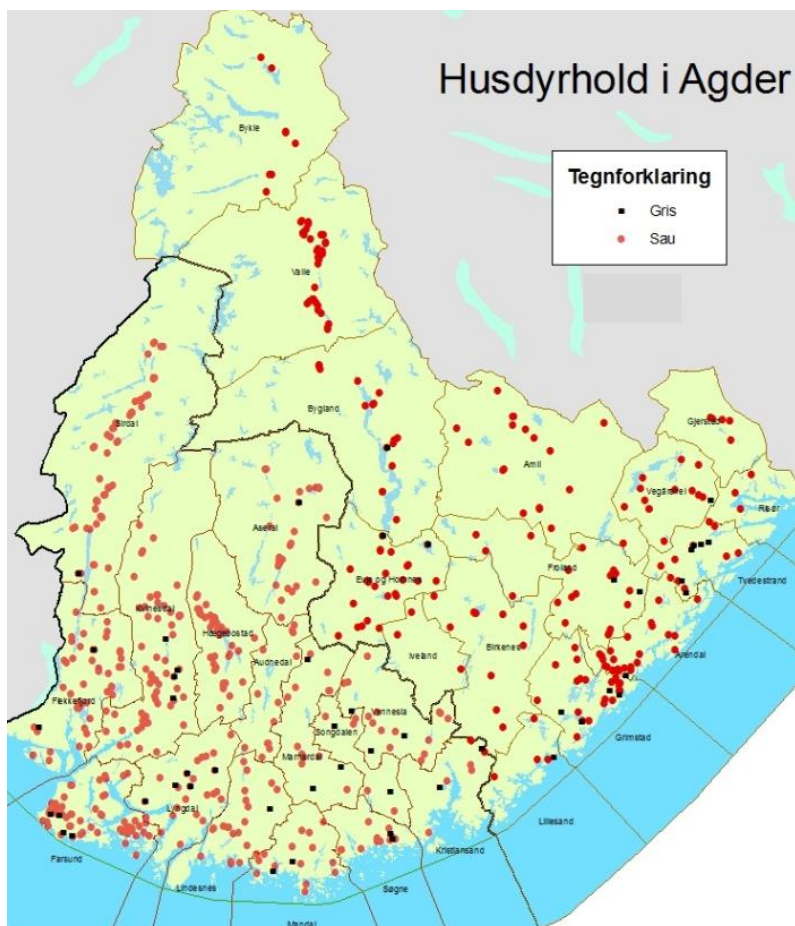 Husdyrhold i Agder
Tegnforklaring
Gris
Sau
Bykle
Valle
Sirdal
Bygland
Gjerstad
Åmli
Vegårshei
Risør
Åseral
Tvedestrand
Evje og Hornnes
Froland
Kvinesdal
Hægebostad
Birkenes
Iveland
Arendal
Audnedal
Flekkefjord
Vennesla
Songdalen
Grimstad
Marnardal
Lyngdal
Lillesand
Kristiansand
Farsund
Lindesnes
Søgne
Mandal